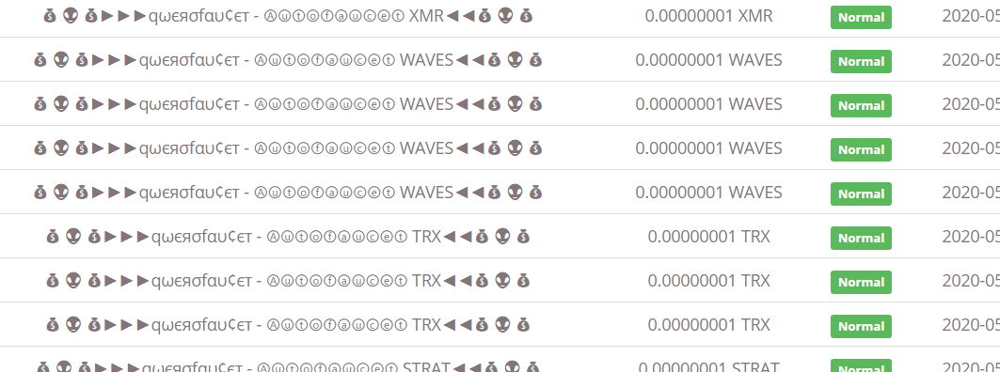 💰 👽 💰►►►qωєяσfαυ¢єт - Ⓐⓤⓣⓞⓕⓐⓤⓒⓔⓣ XMR◄◄💰 👽 💰 0.00000001 XMR Normal 2020-05
💰 👽 💰►►►qωєяσfαυ¢єт - Ⓐⓤⓣⓞⓕⓐⓤⓒⓔⓣ WAVES◄◄💰 👽 💰 0.00000001 WAVES Normal 2020-05
💰 👽 💰►►►qωєяσfαυ¢єт - Ⓐⓤⓣⓞⓕⓐⓤⓒⓔⓣ WAVES◄◄💰 👽 💰 0.00000001 WAVES Normal 2020-05
💰 👽 💰►►►qωєяσfαυ¢єт - Ⓐⓤⓣⓞⓕⓐⓤⓒⓔⓣ WAVES◄◄💰 👽 💰 0.00000001 WAVES Normal 2020-05
💰 👽 💰►►►qωєяσfαυ¢єт - Ⓐⓤⓣⓞⓕⓐⓤⓒⓔⓣ WAVES◄◄💰 👽 💰 0.00000001 WAVES Normal 2020-05
💰 👽 💰►►►qωєяσfαυ¢єт - Ⓐⓤⓣⓞⓕⓐⓤⓒⓔⓣ TRX◄◄💰 👽 💰 0.00000001 TRX Normal 2020-05
💰 👽 💰►►►qωєяσfαυ¢єт - Ⓐⓤⓣⓞⓕⓐⓤⓒⓔⓣ TRX◄◄💰 👽 💰 0.00000001 TRX Normal 2020-05
💰 👽 💰►►►qωєяσfαυ¢єт - Ⓐⓤⓣⓞⓕⓐⓤⓒⓔⓣ TRX◄◄💰 👽 💰 0.00000001 TRX Normal 2020-05
💰 👽 💰►►►qωєяσfαυ¢єт - Ⓐⓤⓣⓞⓕⓐⓤⓒⓔⓣ STRAT◄◄💰 👽 💰 0.00000001 STRAT Normal 2020-05